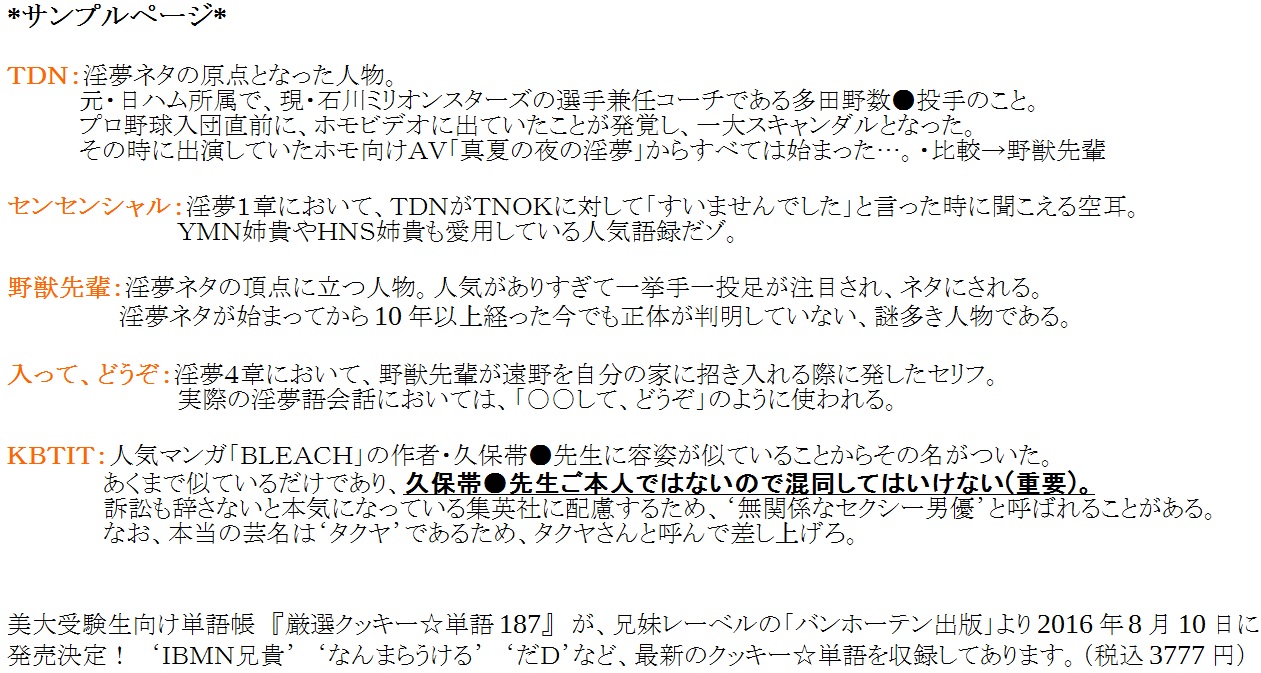 *サンプルページ*
TDN：淫夢ネタの原点となった人物。
元・日ハム所属で、現・石川ミリオンスターズの選手兼任コーチである多田野数●投手のこと。
プロ野球入団直前に、ホモビデオに出ていたことが発覚し、一大スキャンダルとなった。
その時に出演していたホモ向けAV「真夏の夜の淫夢」からすべては始まった…。・比較→野獣先輩
センセンシャル：淫夢1章において、TDNがTNOKに対して「すいませんでした」と言った時に聞こえる空耳。
YMN姉貴やHNS姉貴も愛用している人気語録だゾ。
野獣先輩：淫夢ネタの頂点に立つ人物。人気がありすぎて一挙手一投足が注目され、ネタにされる。
淫夢ネタが始まってから 10 年以上経った今でも正体が判明していない、謎多き人物である。
入って、どうぞ：淫夢4章において、野獣先輩が遠野を自分の家に招き入れる際に発したセリフ。
実際の淫夢語会話においては、「〇〇して、どうぞ」のように使われる。
KBTIT：人気マンガ「BLEACH」の作者・久保帯●先生に容姿が似ていることからその名がついた。
あくまで似ているだけであり、久保帯●先生ご本人ではないので混同してはいけない（重要）。
訴訟も辞さないと本気になっている集英社に配慮するため、‘無関係なセクシー男優’と呼ばれることがある。
なお、本当の芸名は‘タクヤ’であるため、タクヤさんと呼んで差し上げろ。
美大受験生向け単語帳 『厳選クッキー☆単語 187』 が、兄妹レーベルの「バンホーテン出版」より 2016 年 8 月 10 日に
発売決定！ ‘IBMN兄貴’ ‘なんまらうける’ ‘だD’など、最新のクッキー☆単語を収録してあります。（税込 3777 円）